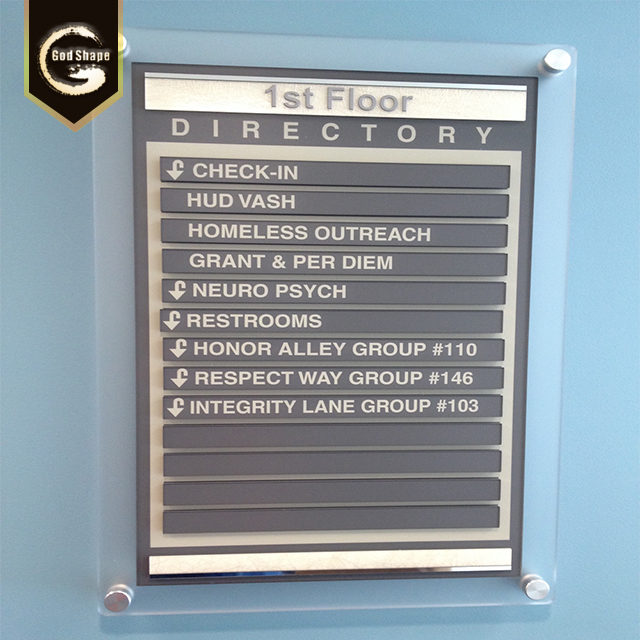 God Shape
1st Floor
DIRECTORY
CHECK-IN
HUD VASH
HOMELESS OUTREACH
GRANT & PER DIEM
NEURO PSYCH
RESTROOMS
HONOR ALLEY GROUP #110
RESPECT WAY GROUP #146
INTEGRITY LANE GROUP #103